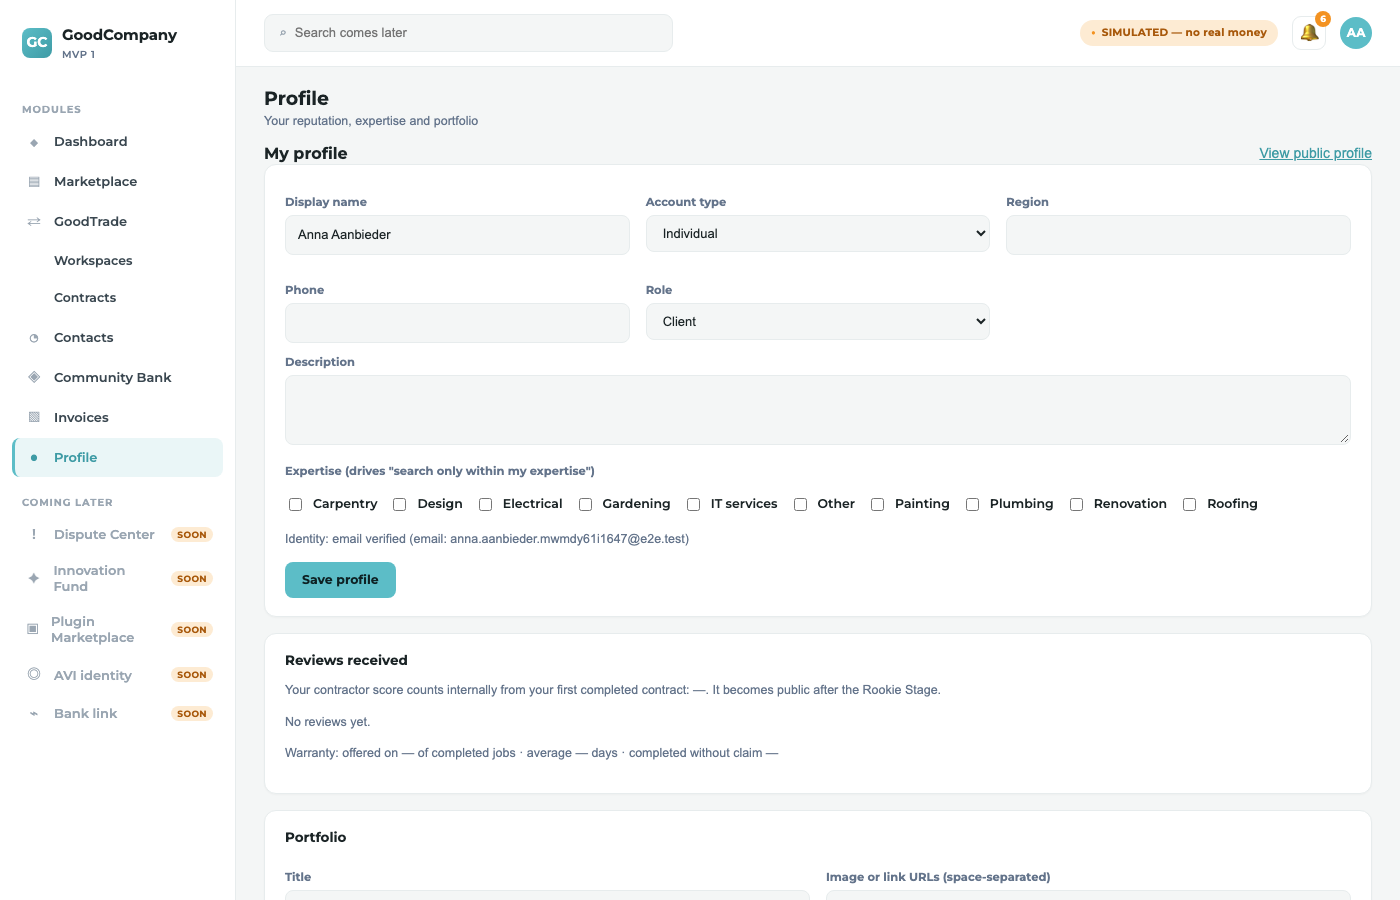 GC
GoodCompany
MVP 1
MODULES
Dashboard
Marketplace
GoodTrade
Workspaces
Contracts
Contacts
Community Bank
Invoices
Profile
COMING LATER
Dispute Center SOON
Innovation
Fund
SOON
Plugin
Marketplace
SOON
AVI identity SOON
Bank link SOON
Search comes later
SIMULATED — no real money
6
AA
Profile
Your reputation, expertise and portfolio
My profile
View public profile
Display name Account type Region
Anna Aanbieder Individual
Phone Role
Client
Description
Expertise (drives "search only within my expertise")
Carpentry Design Electrical Gardening IT services Other Painting Plumbing Renovation Roofing
Identity: email verified (email: anna.aanbieder.mwmdy61i1647@e2e.test)
Save profile
Reviews received
Your contractor score counts internally from your first completed contract: —. It becomes public after the Rookie Stage.
No reviews yet.
Warranty: offered on — of completed jobs · average — days · completed without claim —
Portfolio
Title Image or link URLs (space-separated)